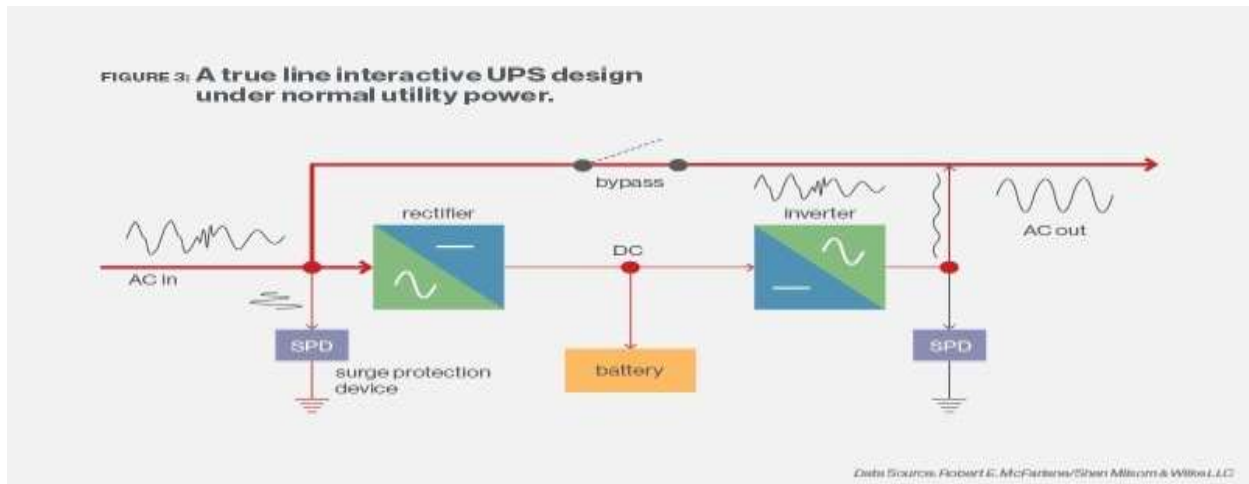 FIGURE 3: A true line interactive UPS design
under normal utility power.
bypass
rectifier
inverter
AC out
DC
AC in
SPD
surge protection
device
battery
SPD
Data Source: Robert E. McFarlane/Shen Milsom & Wilke LLC